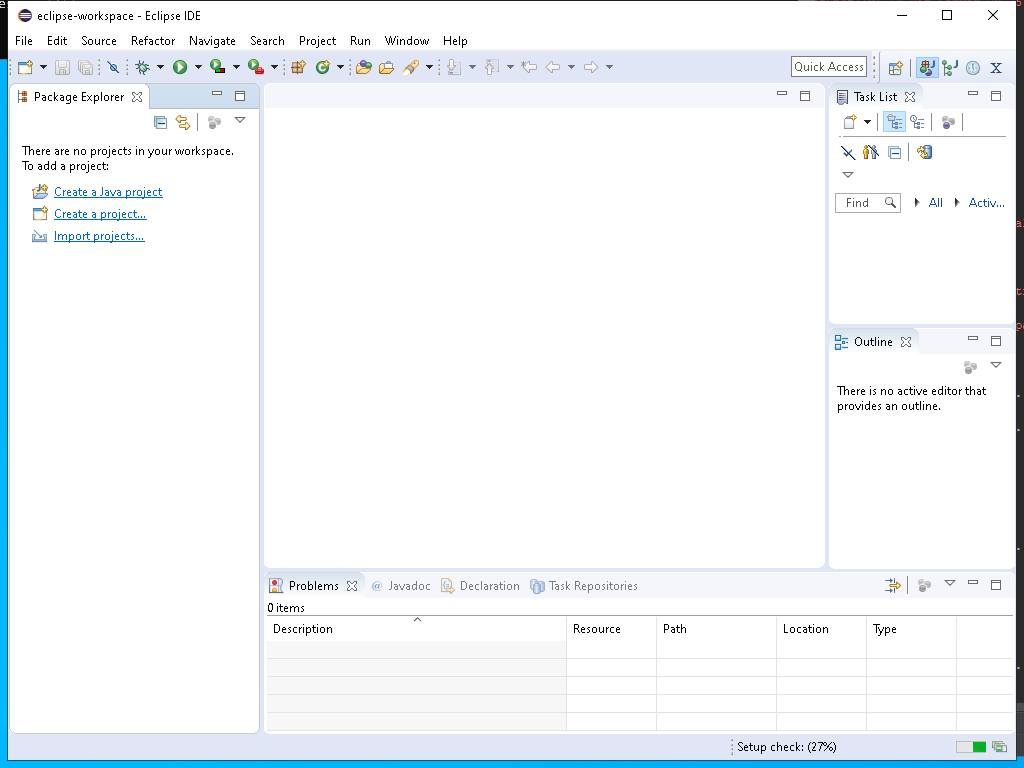 eclipse-workspace - Eclipse IDE
File Edit Source Refactor Navigate Search Project Run Window Help
Quick Access
Package Explorer
There are no projects in your workspace.
To add a project:
Create a Java project
Create a project...
Import projects...
Task List
Find All Activ...
Outline
There is no active editor that
provides an outline.
Problems @ Javadoc Declaration Task Repositories
0 items
Description Resource Path Location Type
Setup check: (27%)